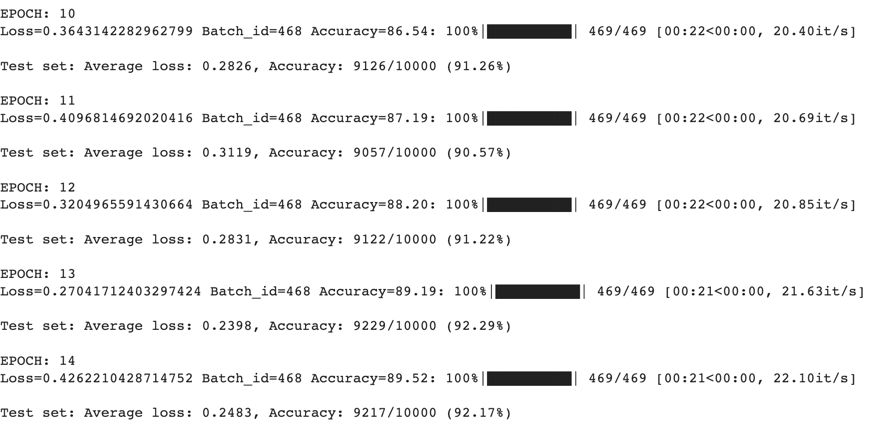 EPOCH: 10
Loss=0.3643142282962799 Batch_id=468 Accuracy=86.54: 100%|██████████| 469/469 [00:22<00:00, 20.40it/s]
Test set: Average loss: 0.2826, Accuracy: 9126/10000 (91.26%)
EPOCH: 11
Loss=0.4096814692020416 Batch_id=468 Accuracy=87.19: 100%|██████████| 469/469 [00:22<00:00, 20.69it/s]
Test set: Average loss: 0.3119, Accuracy: 9057/10000 (90.57%)
EPOCH: 12
Loss=0.3204965591430664 Batch_id=468 Accuracy=88.20: 100%|██████████| 469/469 [00:22<00:00, 20.85it/s]
Test set: Average loss: 0.2831, Accuracy: 9122/10000 (91.22%)
EPOCH: 13
Loss=0.27041712403297424 Batch_id=468 Accuracy=89.19: 100%|██████████| 469/469 [00:21<00:00, 21.63it/s]
Test set: Average loss: 0.2398, Accuracy: 9229/10000 (92.29%)
EPOCH: 14
Loss=0.4262210428714752 Batch_id=468 Accuracy=89.52: 100%|██████████| 469/469 [00:21<00:00, 22.10it/s]
Test set: Average loss: 0.2483, Accuracy: 9217/10000 (92.17%)